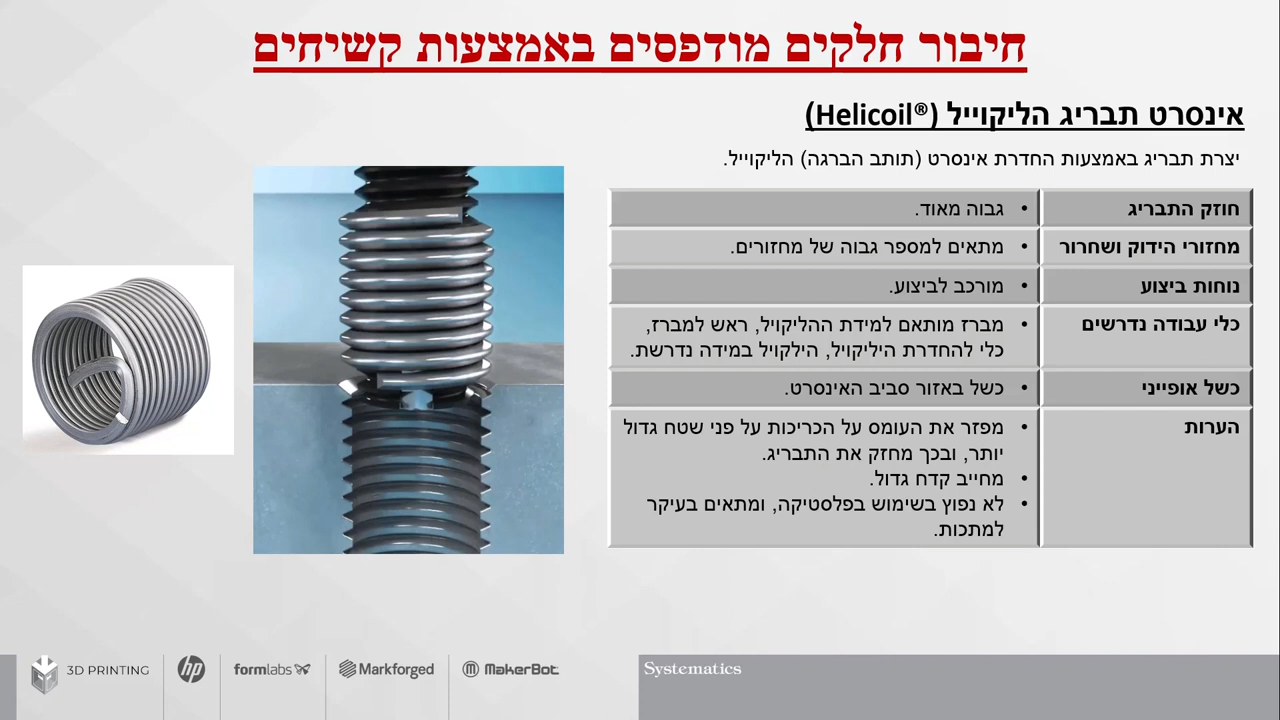 חיבור חלקים מודפסים באמצעות קשיחים
אינסרט תבריג הליקוייל (Helicoil®)
יצרת תבריג באמצעות החדרת אינסרט (תותב הברגה) הליקוייל.
חוזק התבריג
• גבוה מאוד.
מחזורי הידוק ושחרור
• מתאים למספר גבוה של מחזורים.
נוחות ביצוע
• מורכב לביצוע.
כלי עבודה נדרשים
• מברז מותאם למידת ההליקויל, ראש למברז,
כלי להחדרת היליקויל, הילקויל במידה נדרשת.
כשל אופייני
• כשל באזור סביב האינסרט.
הערות
• מפזר את העומס על הכריכות על פני שטח גדול
יותר, ובכך מחזק את התבריג.
• מחייב קדח גדול.
• לא נפוץ בשימוש בפלסטיקה, ומתאים בעיקר
למתכות.
3D PRINTING
hp
formlabs
Markforged
MakerBot
Systematics